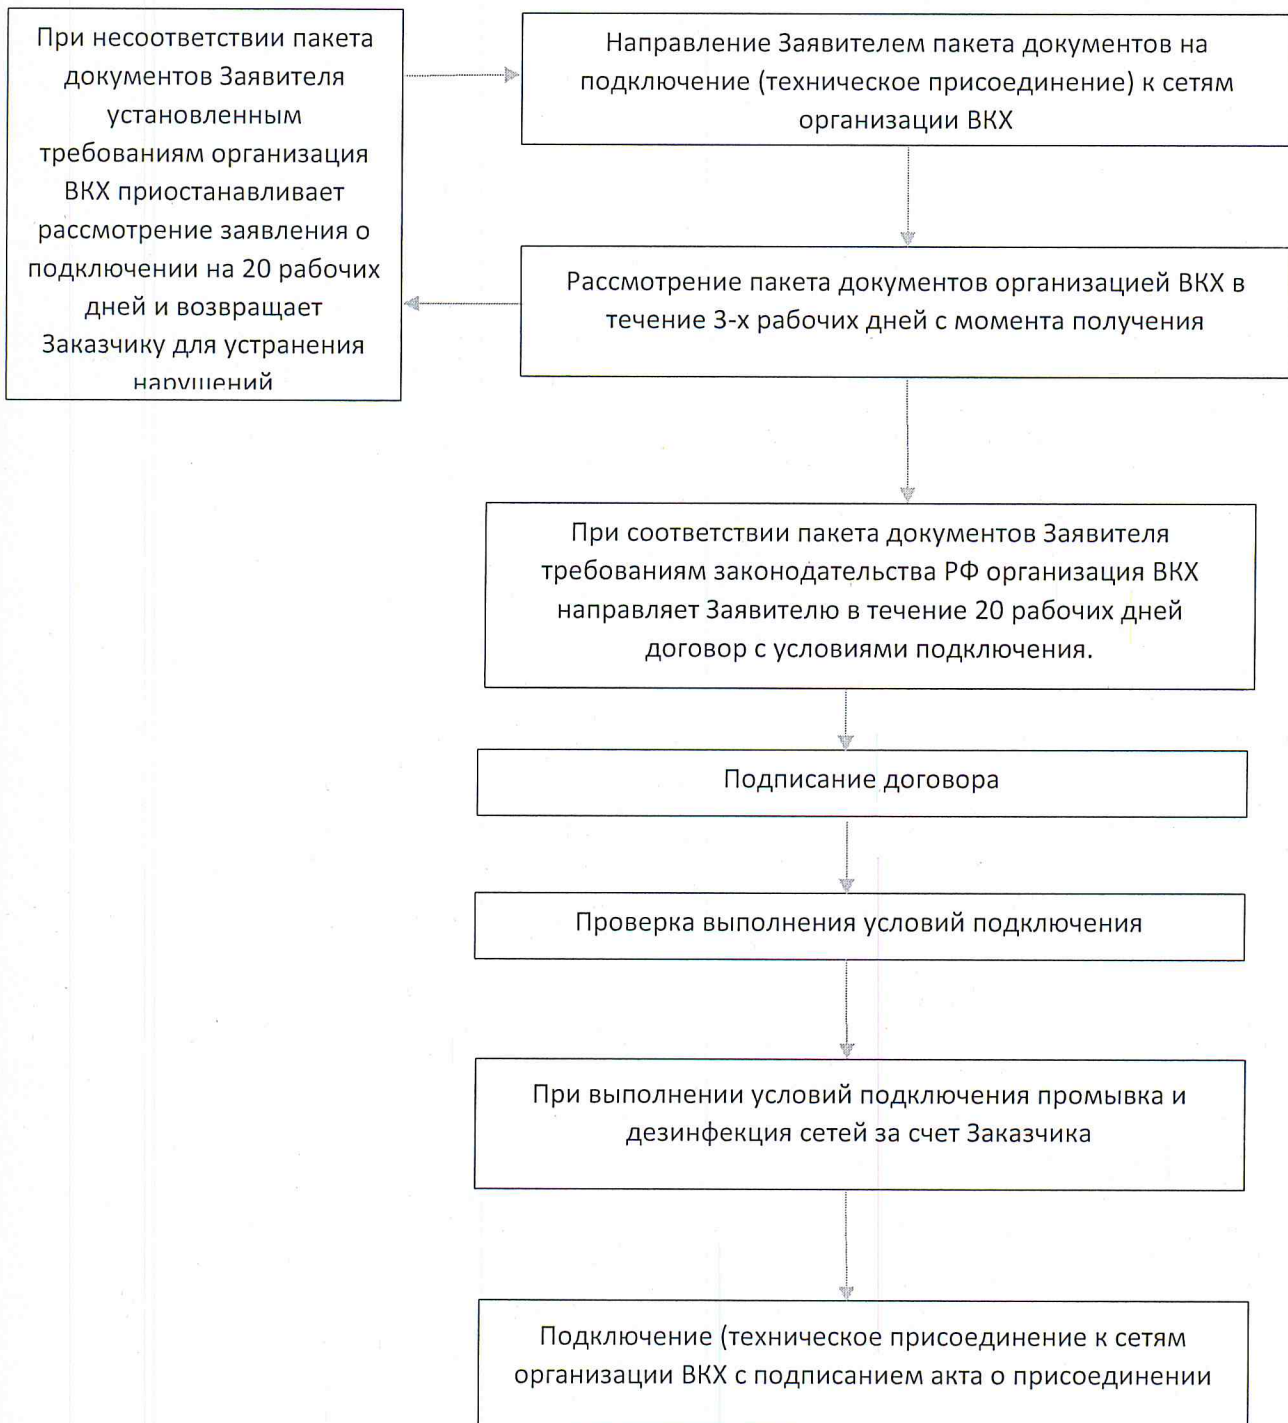 При несоответствии пакета
документов Заявителя
установленным
требованиям организация
ВКХ приостанавливает
рассмотрение заявления о
подключении на 20 рабочих
дней и возвращает
Заказчику для устранения
нарушений
Направление Заявителем пакета документов на
подключение (техническое присоединение) к сетям
организации ВКХ
Рассмотрение пакета документов организацией ВКХ в
течение 3-х рабочих дней с момента получения
При соответствии пакета документов Заявителя
требованиям законодательства РФ организация ВКХ
направляет Заявителю в течение 20 рабочих дней
договор с условиями подключения.
Подписание договора
Проверка выполнения условий подключения
При выполнении условий подключения промывка и
дезинфекция сетей за счет Заказчика
Подключение (техническое присоединение к сетям
организации ВКХ с подписанием акта о присоединении